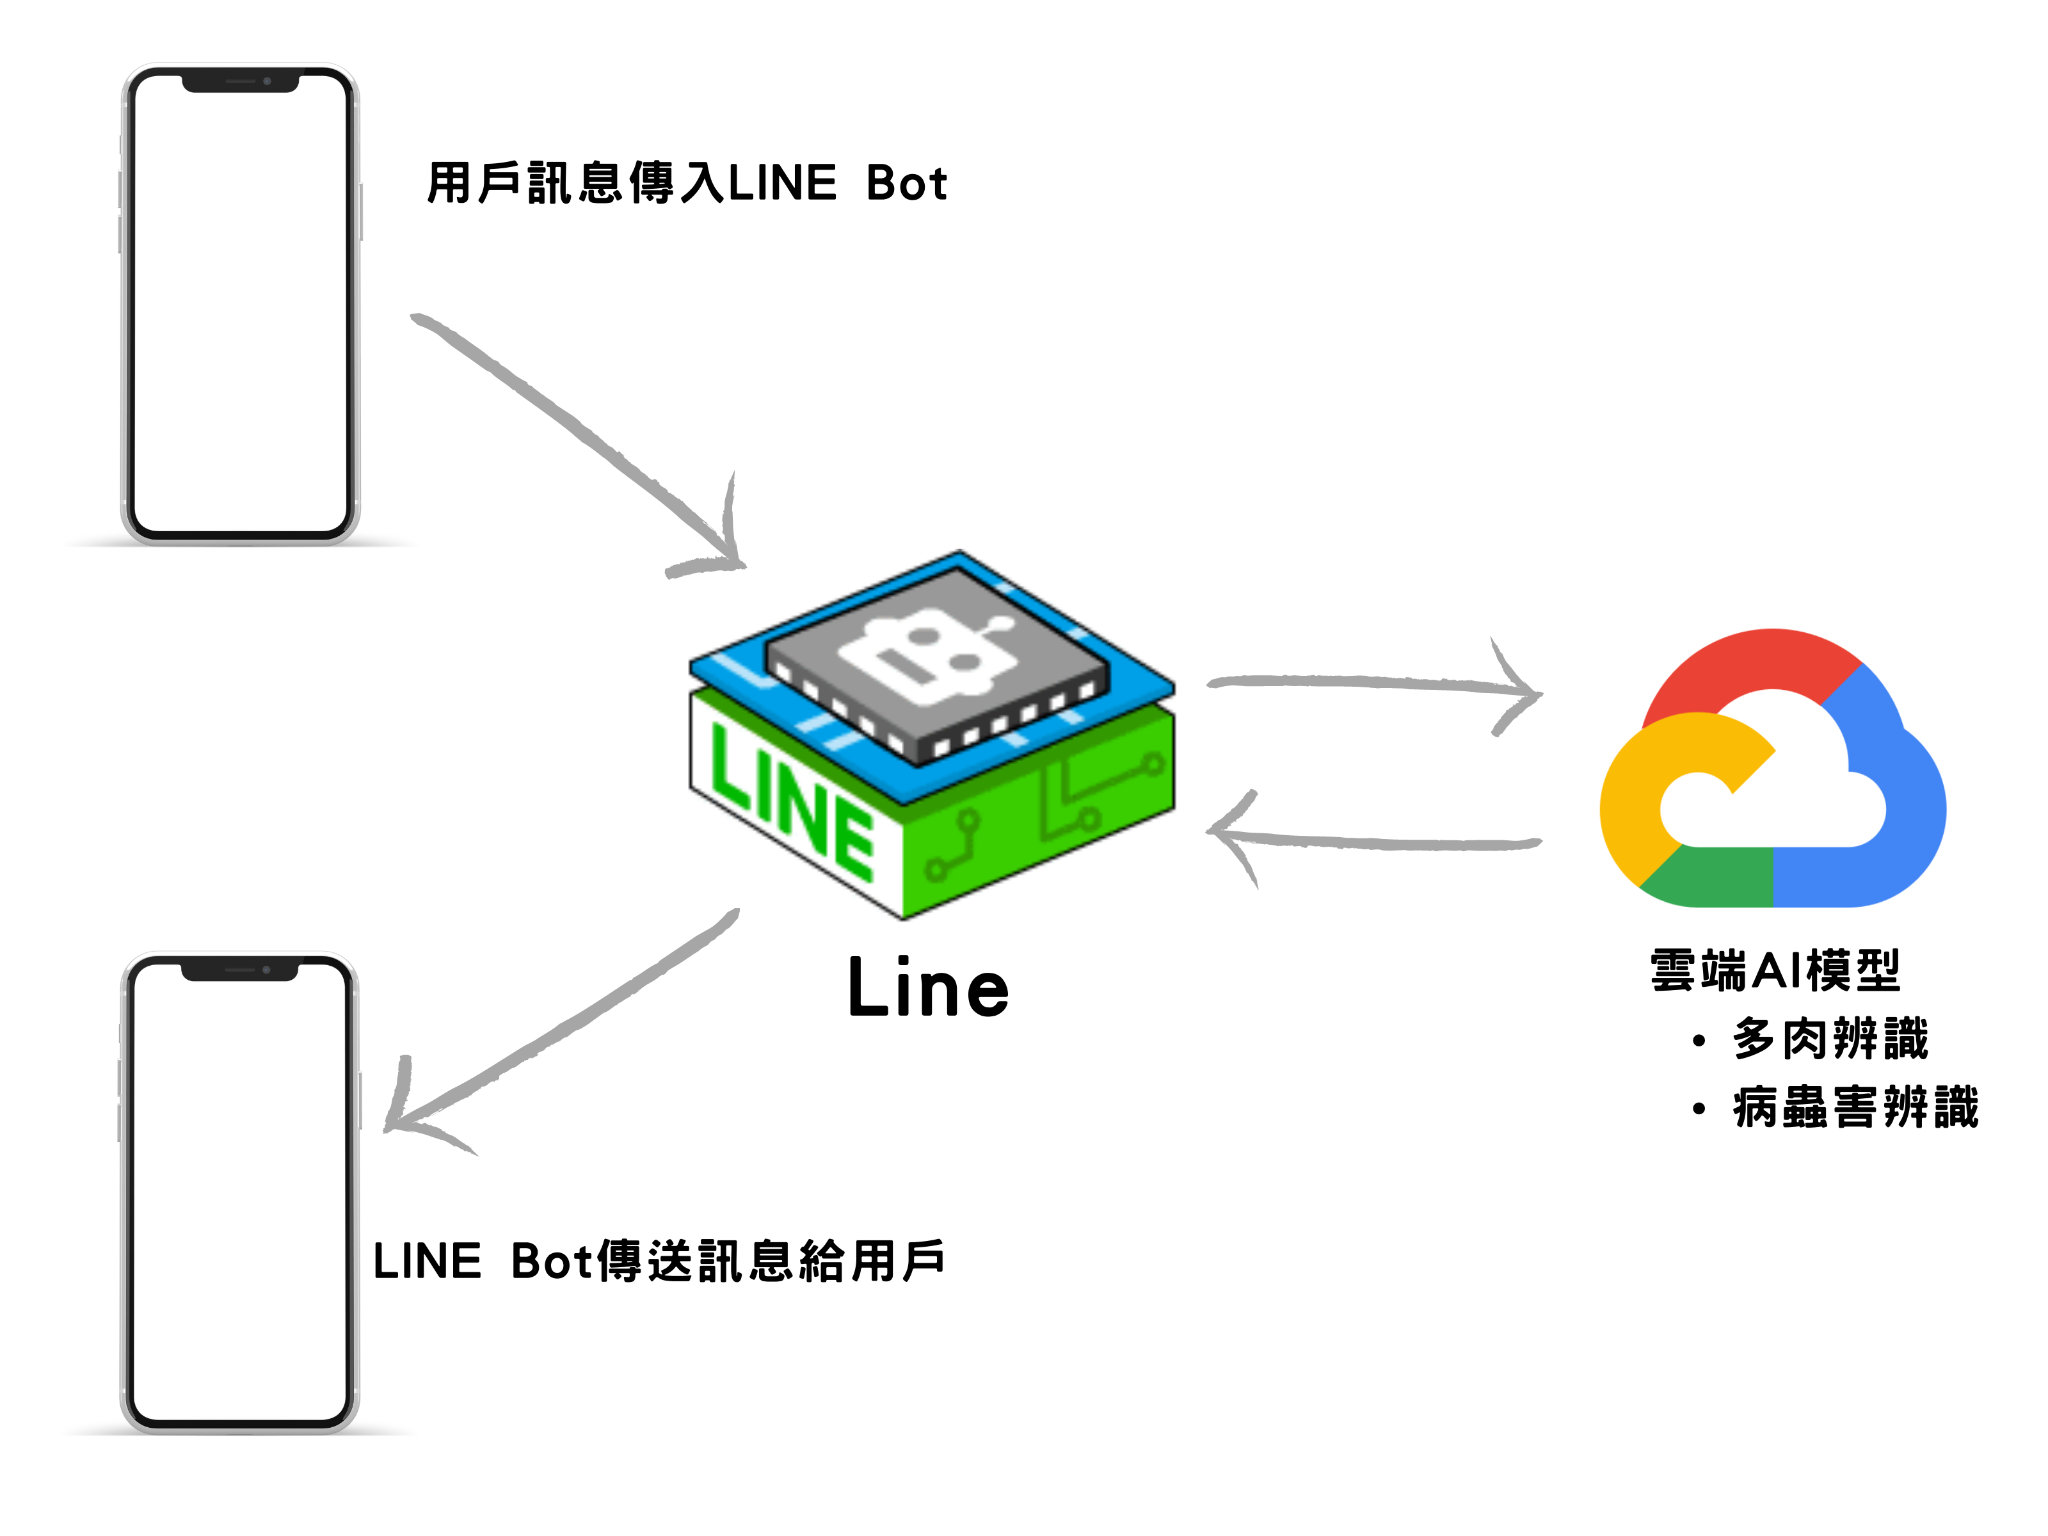 用戶訊息傳入LINE Bot
LINE
Line
雲端AI模型
• 多肉辨識
• 病蟲害辨識
LINE Bot傳送訊息給用戶